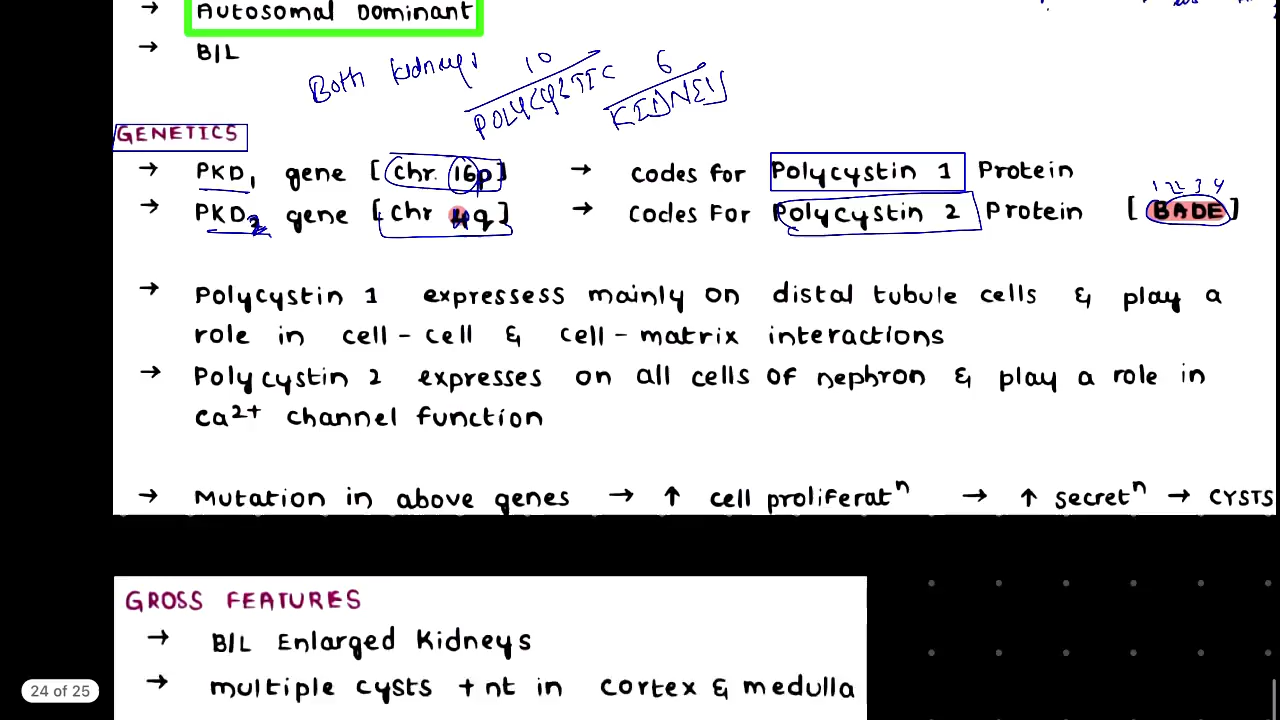 → Autosomal Dominant
→ B/L
Both kidneys 10 6
POLYCYSTIC KIDNEY
GENETICS
→ PKD1 gene [chr. 16p] → codes for Polycystin 1 Protein
1 2 3 4
→ PKD2 gene [chr 4q] → codes For Polycystin 2 Protein [BADE]
→ Polycystin 1 expressess mainly on distal tubule cells & play a
role in cell-cell & cell-matrix interactions
→ Polycystin 2 expresses on all cells of nephron & play a role in
ca2+ channel function
→ Mutation in above genes → ↑ cell proliferatn → ↑ secretn → CYSTS
GROSS FEATURES
→ B/L Enlarged Kidneys
→ multiple cysts +nt in cortex & medulla
24 of 25